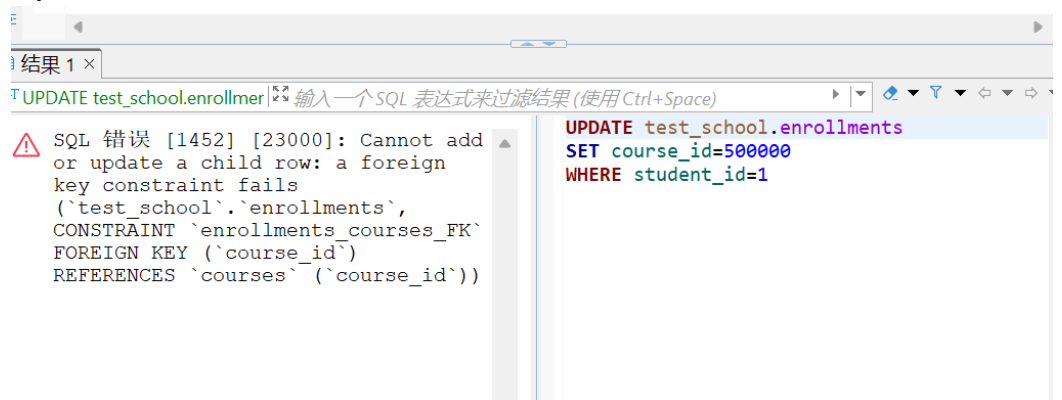 结果 1 ×
UPDATE test_school.enrollmer
输入一个 SQL 表达式来过滤结果 (使用 Ctrl+Space)
SQL 错误 [1452] [23000]: Cannot add
or update a child row: a foreign
key constraint fails
(`test_school`.`enrollments`,
CONSTRAINT `enrollments_courses_FK`
FOREIGN KEY (`course_id`)
REFERENCES `courses` (`course_id`))
UPDATE test_school.enrollments
SET course_id=500000
WHERE student_id=1